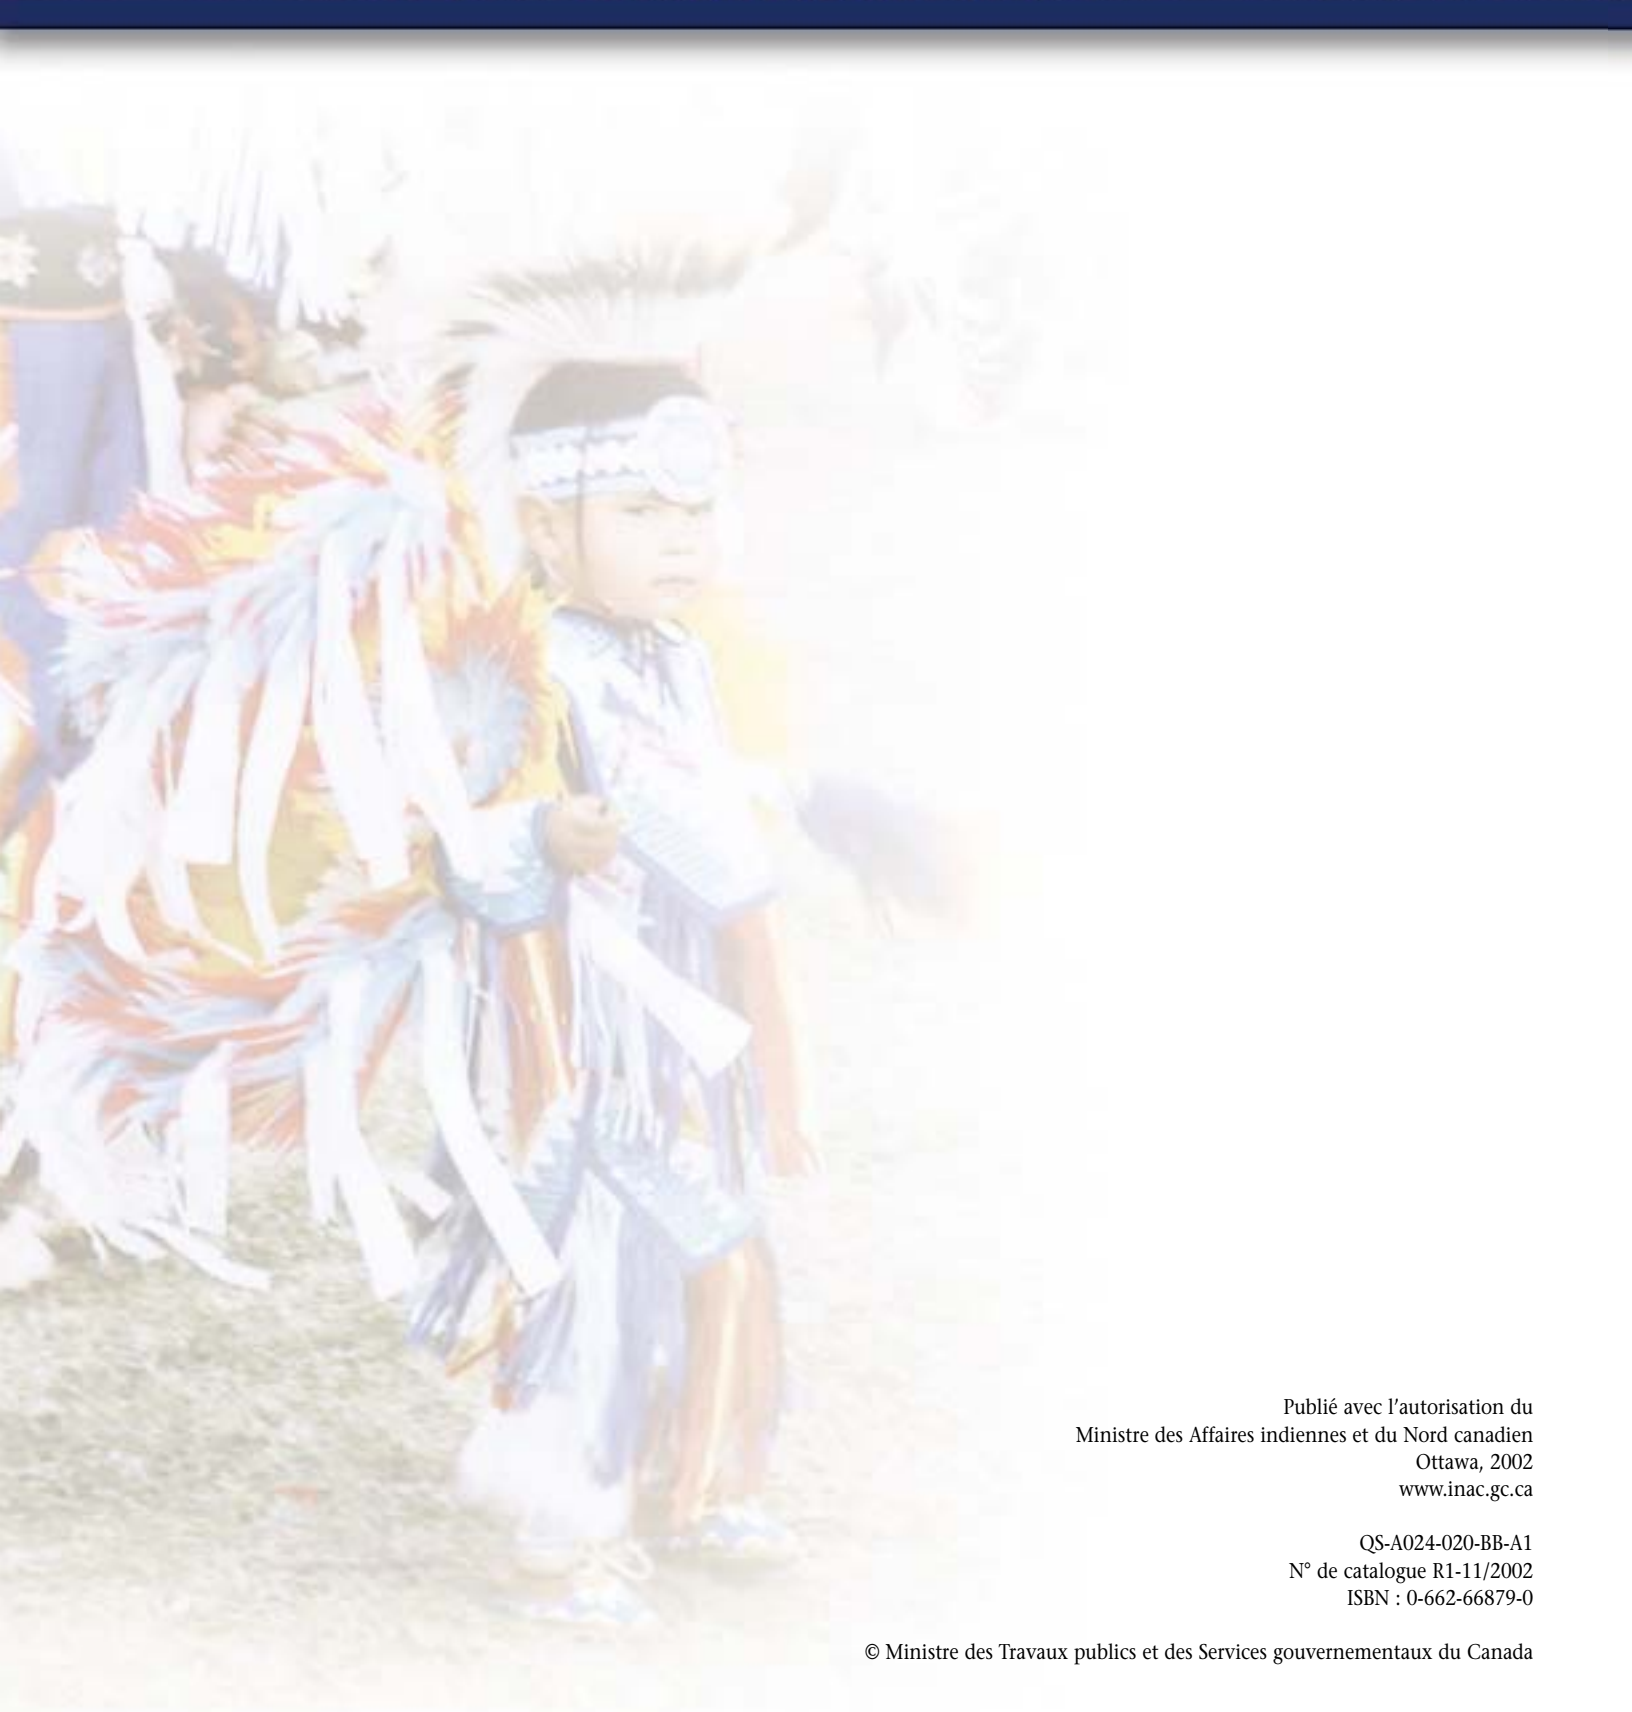 Publié avec l’autorisation du
Ministre des Affaires indiennes et du Nord canadien
Ottawa, 2002
www.inac.gc.ca
QS-A024-020-BB-A1
N° de catalogue R1-11/2002
ISBN : 0-662-66879-0
© Ministre des Travaux publics et des Services gouvernementaux du Canada